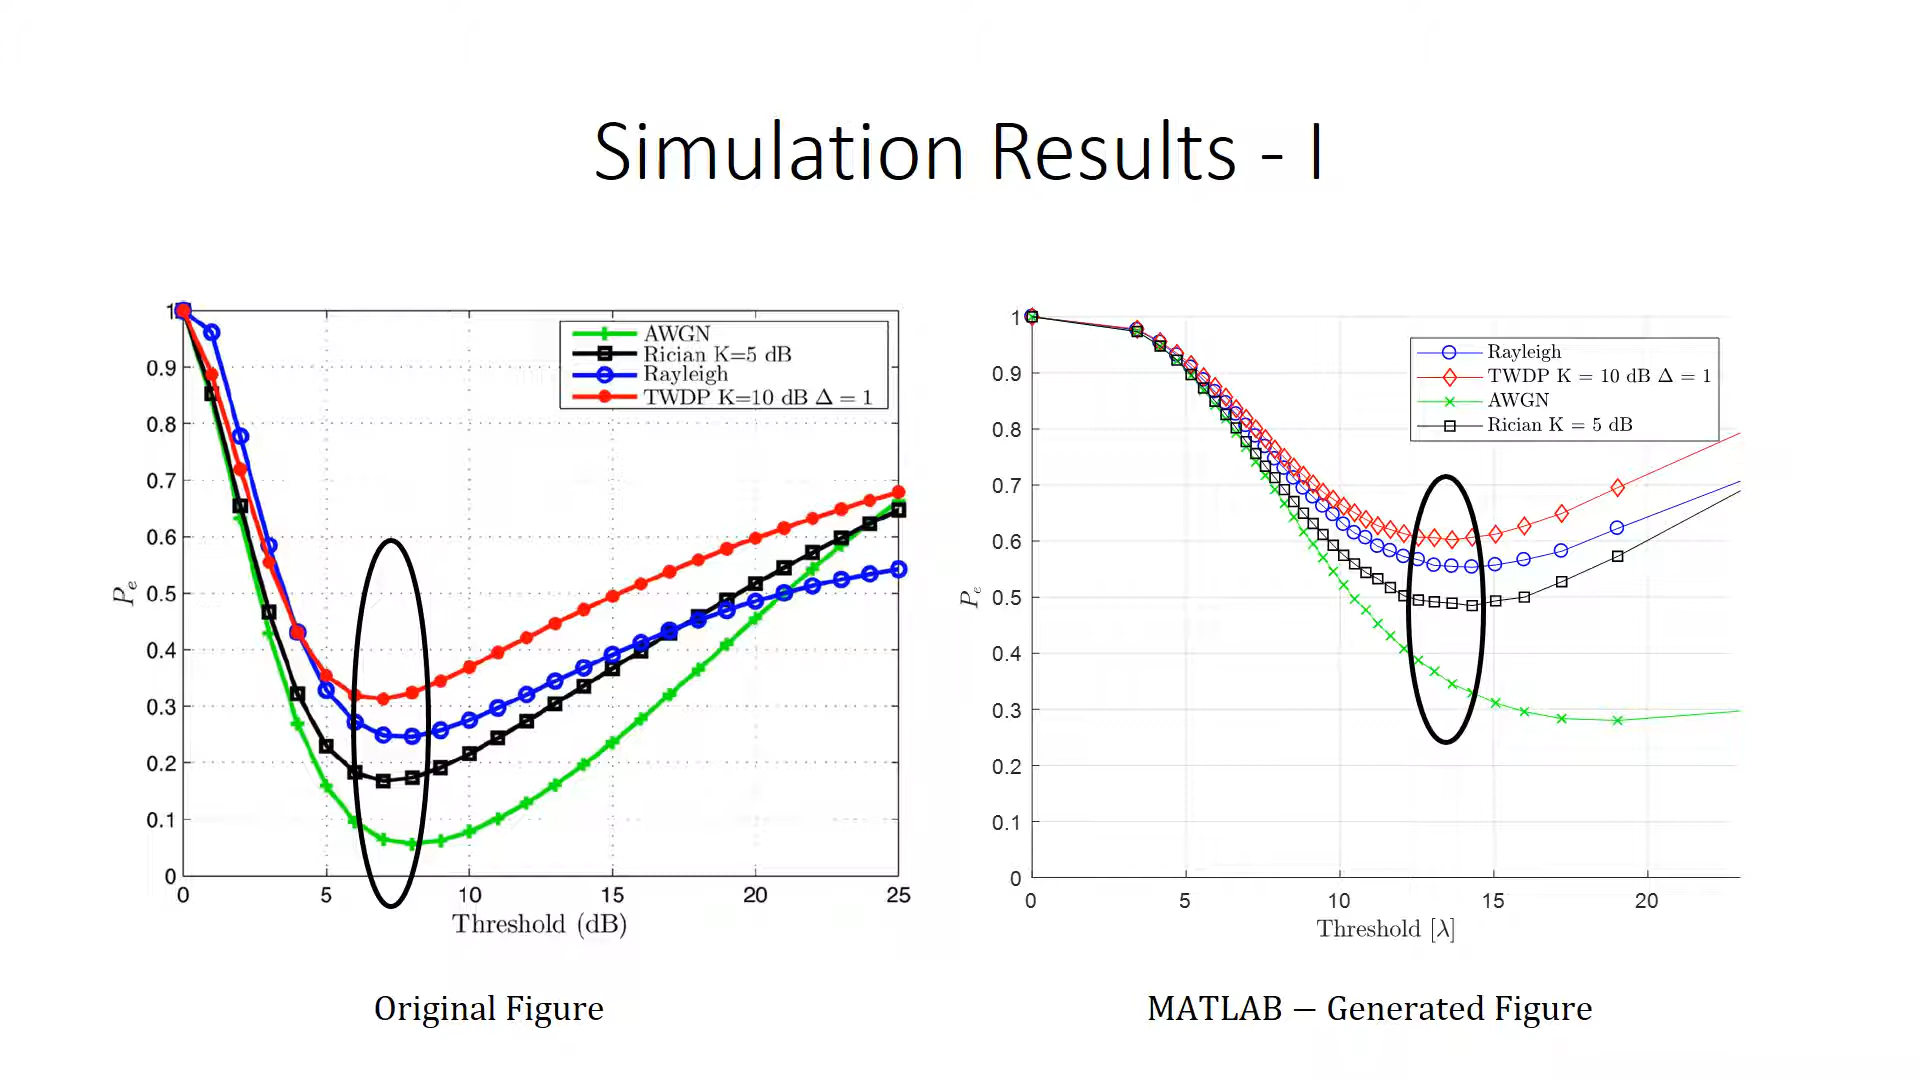 Simulation Results - I
1
0.9
0.8
0.7
0.6
0.5
0.4
0.3
0.2
0.1
0
P_e
AWGN
Rician K=5 dB
Rayleigh
TWDP K=10 dB Δ = 1
0 5 10 15 20 25
Threshold (dB)
Original Figure
1
0.9
0.8
0.7
0.6
0.5
0.4
0.3
0.2
0.1
0
P_e
Rayleigh
TWDP K = 10 dB Δ = 1
AWGN
Rician K = 5 dB
0 5 10 15 20
Threshold [λ]
MATLAB − Generated Figure